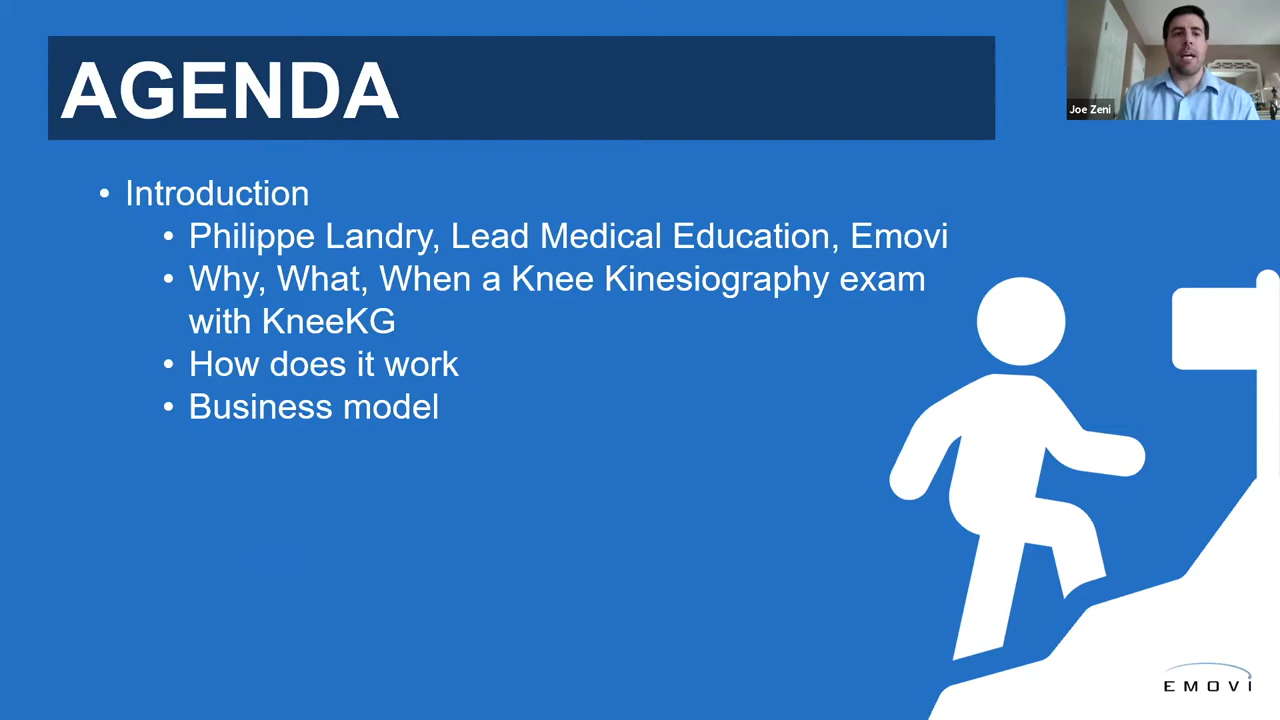 AGENDA
Joe Zeni
• Introduction
• Philippe Landry, Lead Medical Education, Emovi
• Why, What, When a Knee Kinesiography exam
with KneeKG
• How does it work
• Business model
EMOVI